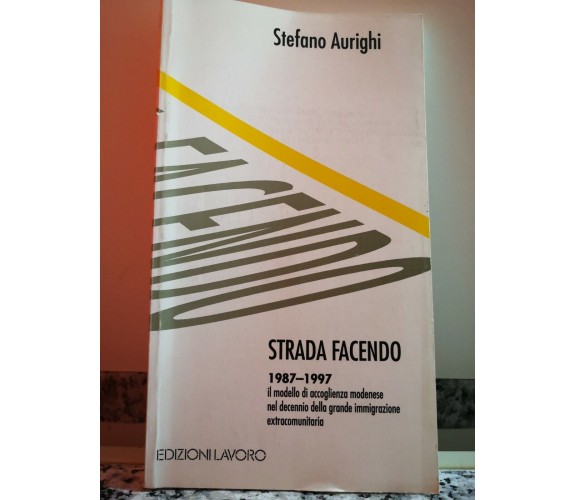 Stefano Aurighi
FACENDO
STRADA FACENDO
1987–1997
il modello di accoglienza modenese
nel decennio della grande immigrazione
extracomunitaria
EDIZIONI LAVORO